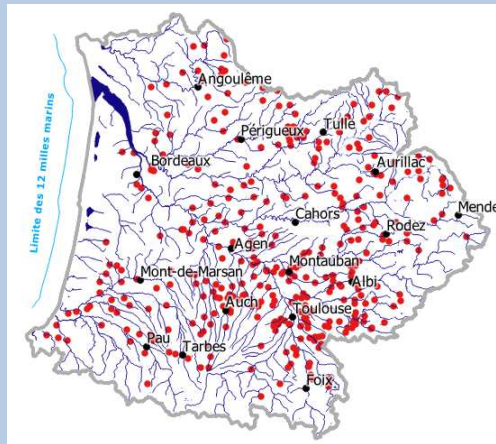 Limite des 12 milles marins
Angoulême
Périgueux
Tulle
Bordeaux
Aurillac
Mende
Cahors
Rodez
Agen
Mont-de-Marsan
Montauban
Albi
Auch
Toulouse
Pau
Tarbes
Foix